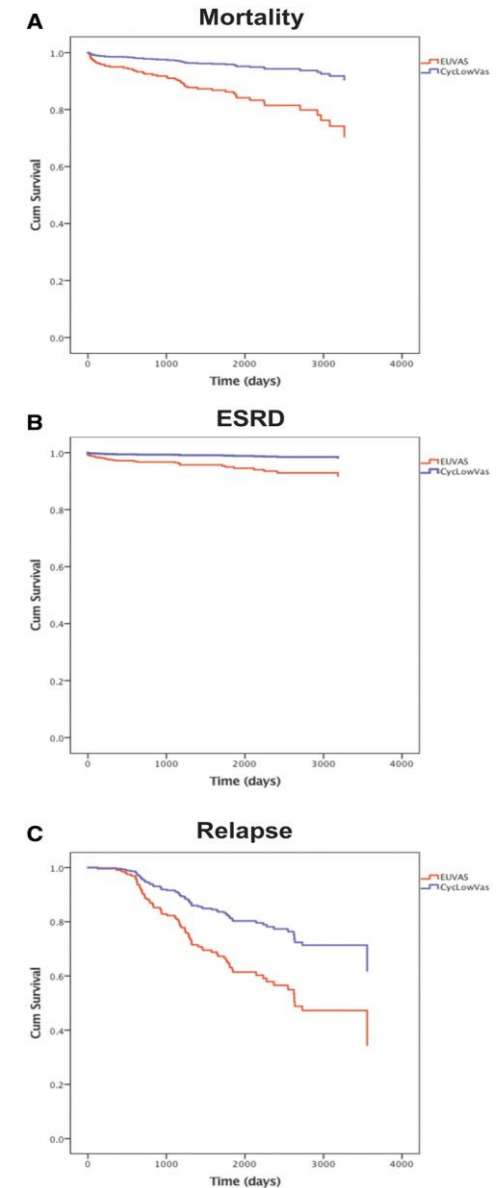 A
Mortality
1.0
0.8
0.6
0.4
0.2
0.0
Cum Survival
0 1000 2000 3000 4000
Time (days)
EUVAS
CycLowVas
B
ESRD
1.0
0.8
0.6
0.4
0.2
0.0
Cum Survival
0 1000 2000 3000 4000
Time (days)
EUVAS
CycLowVas
C
Relapse
1.0
0.8
0.6
0.4
0.2
0.0
Cum Survival
0 1000 2000 3000 4000
Time (days)
EUVAS
CycLowVas